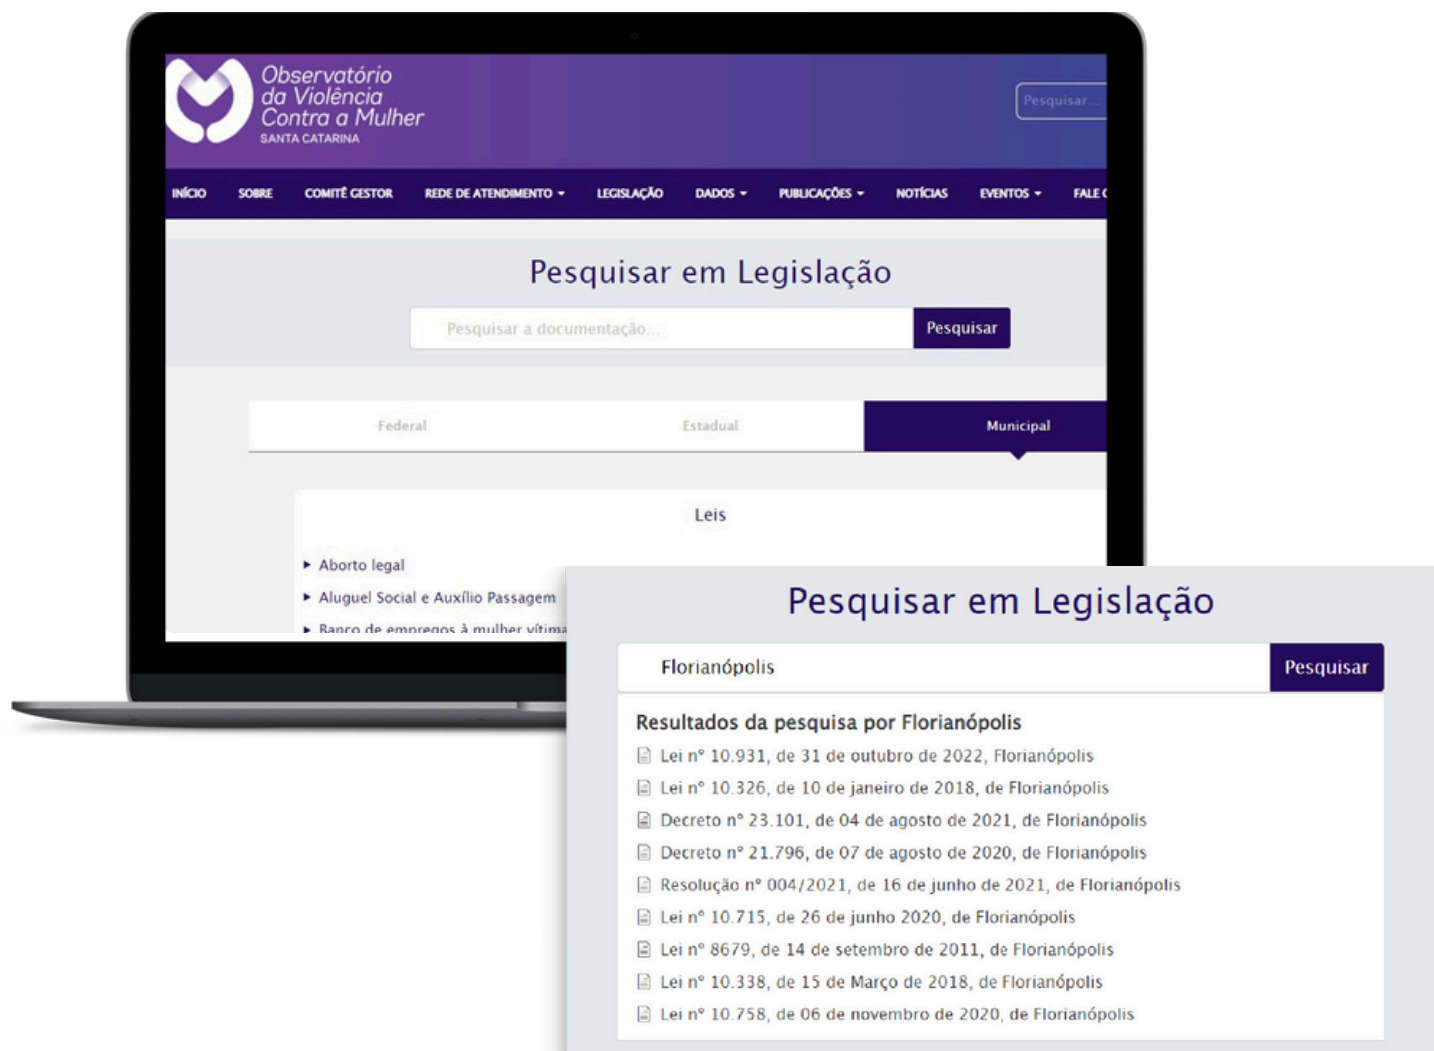 Observatório
da Violência
Contra a Mulher
SANTA CATARINA
Pesquisar...
INÍCIO SOBRE COMITÊ GESTOR REDE DE ATENDIMENTO LEGISLAÇÃO DADOS PUBLICAÇÕES NOTÍCIAS EVENTOS FALE
Pesquisar em Legislação
Pesquisar a documentação... Pesquisar
Federal Estadual Municipal
Leis
Aborto legal
Aluguel Social e Auxílio Passagem
Banco de empregos à mulher vítima
Pesquisar em Legislação
Florianópolis Pesquisar
Resultados da pesquisa por Florianópolis
Lei nº 10.931, de 31 de outubro de 2022, Florianópolis
Lei nº 10.326, de 10 de janeiro de 2018, de Florianópolis
Decreto nº 23.101, de 04 de agosto de 2021, de Florianópolis
Decreto nº 21.796, de 07 de agosto de 2020, de Florianópolis
Resolução nº 004/2021, de 16 de junho de 2021, de Florianópolis
Lei nº 10.715, de 26 de junho 2020, de Florianópolis
Lei nº 8679, de 14 de setembro de 2011, de Florianópolis
Lei nº 10.338, de 15 de Março de 2018, de Florianópolis
Lei nº 10.758, de 06 de novembro de 2020, de Florianópolis